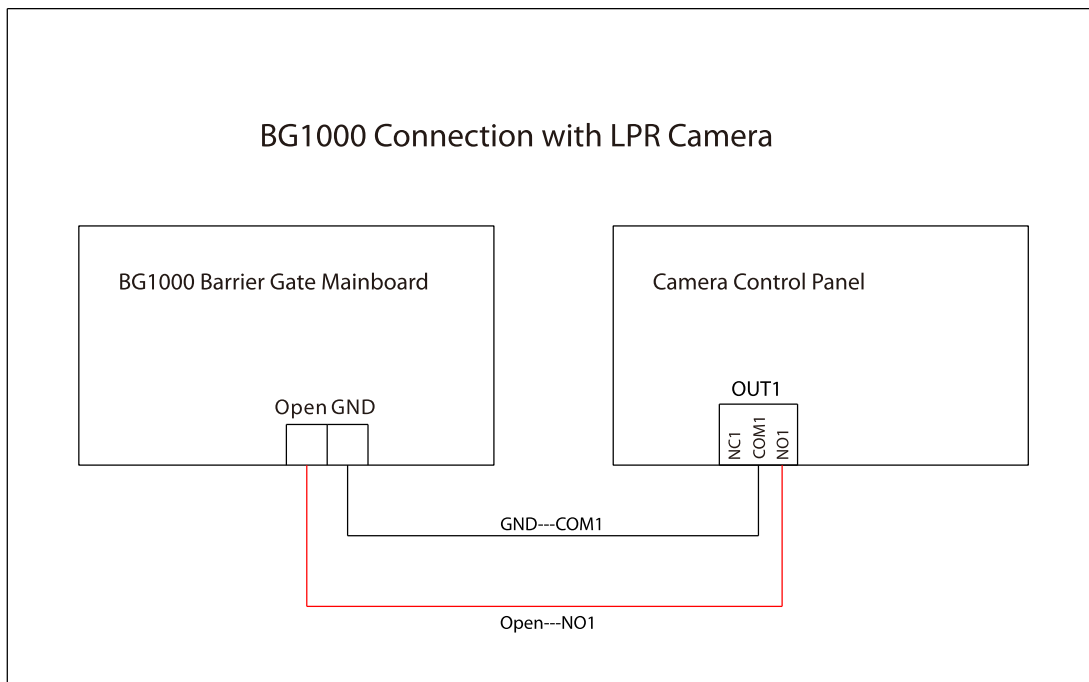 BG1000 Connection with LPR Camera
BG1000 Barrier Gate Mainboard
Open GND
Camera Control Panel
OUT1
NC1
COM1
NO1
GND---COM1
Open---NO1